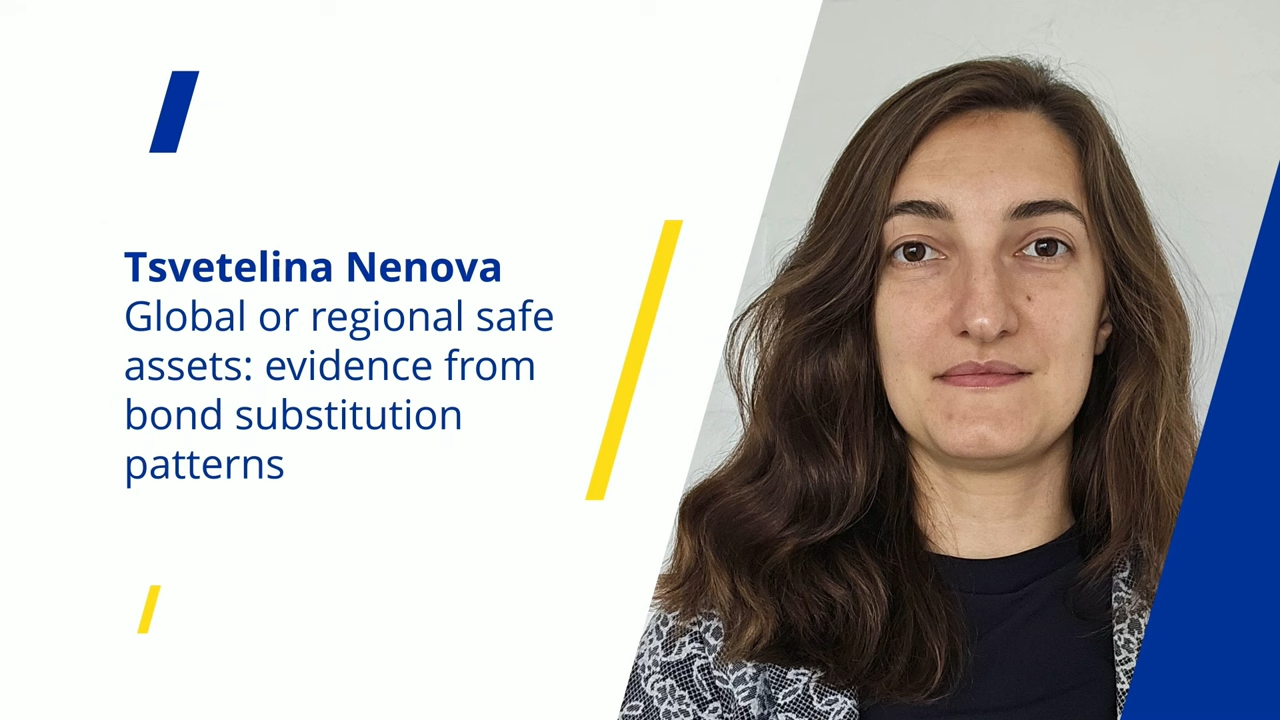 Tsvetelina Nenova
Global or regional safe
assets: evidence from
bond substitution
patterns